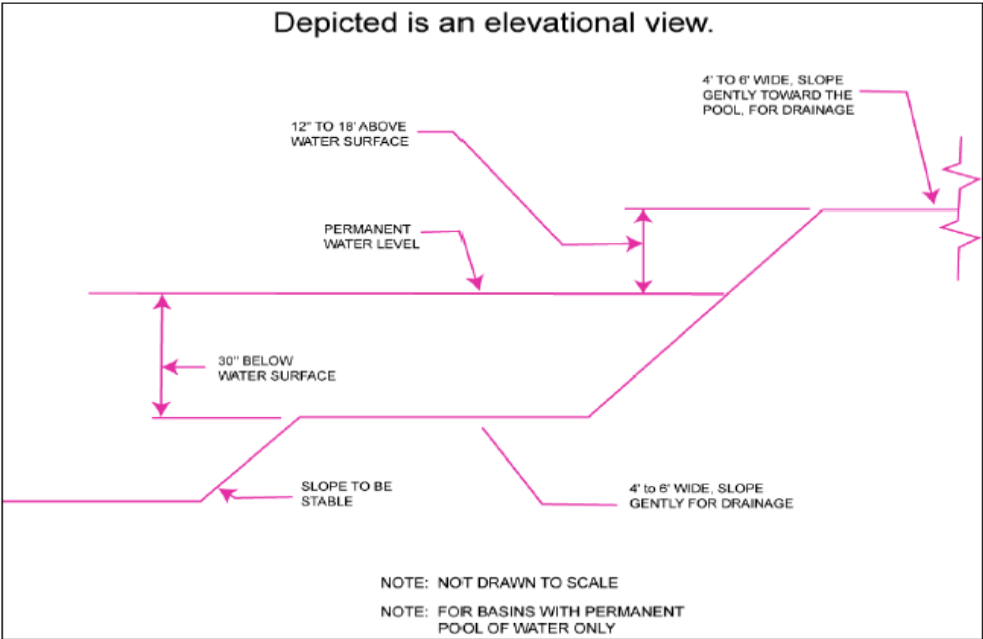 Depicted is an elevational view.
4' TO 6' WIDE, SLOPE
GENTLY TOWARD THE
POOL, FOR DRAINAGE
12" TO 18' ABOVE
WATER SURFACE
PERMANENT
WATER LEVEL
30" BELOW
WATER SURFACE
SLOPE TO BE
STABLE
4' to 6' WIDE, SLOPE
GENTLY FOR DRAINAGE
NOTE: NOT DRAWN TO SCALE
NOTE: FOR BASINS WITH PERMANENT
POOL OF WATER ONLY